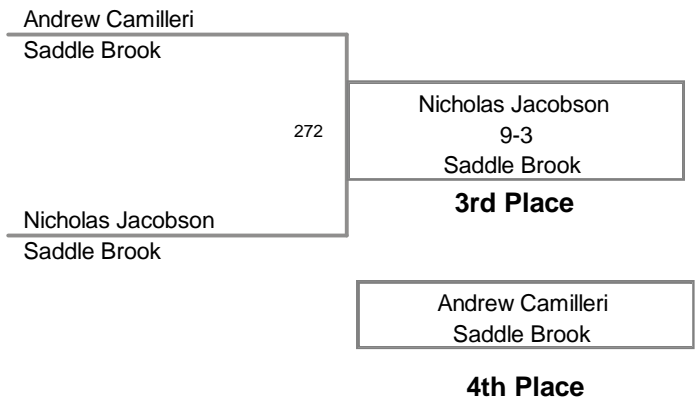 Andrew Camilleri
Saddle Brook
272
Nicholas Jacobson
9-3
Saddle Brook
3rd Place
Nicholas Jacobson
Saddle Brook
Andrew Camilleri
Saddle Brook
4th Place